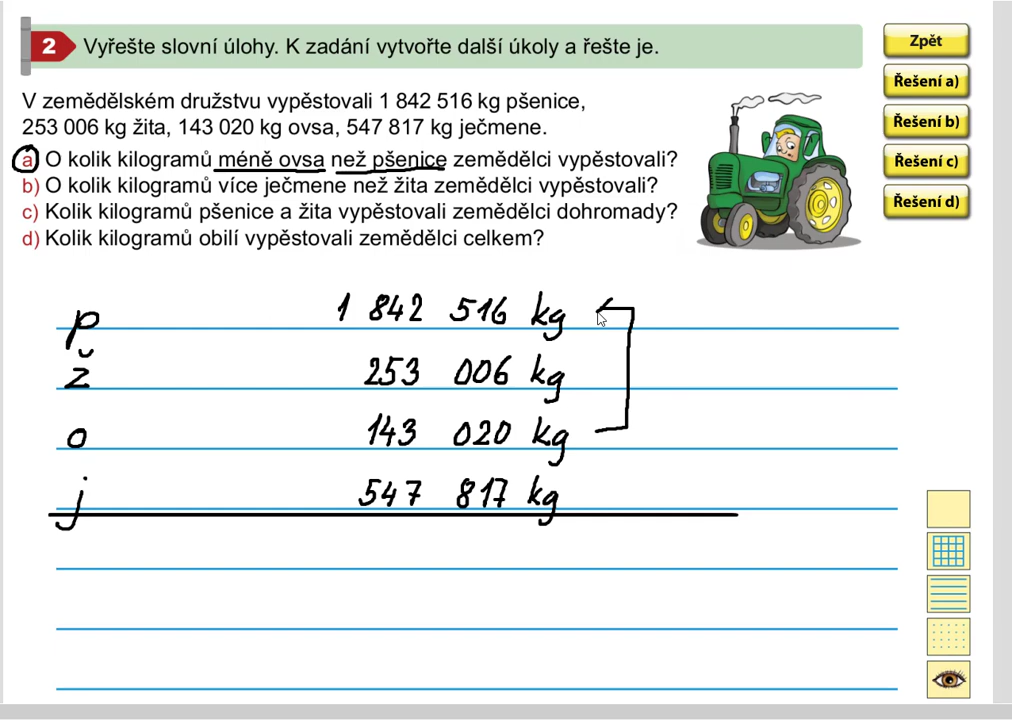 2 Vyřešte slovní úlohy. K zadání vytvořte další úkoly a řešte je.
Zpět
Řešení a)
Řešení b)
Řešení c)
Řešení d)
V zemědělském družstvu vypěstovali 1 842 516 kg pšenice,
253 006 kg žita, 143 020 kg ovsa, 547 817 kg ječmene.
a) O kolik kilogramů méně ovsa než pšenice zemědělci vypěstovali?
b) O kolik kilogramů více ječmene než žita zemědělci vypěstovali?
c) Kolik kilogramů pšenice a žita vypěstovali zemědělci dohromady?
d) Kolik kilogramů obilí vypěstovali zemědělci celkem?
p 1 842 516 kg
ž 253 006 kg
o 143 020 kg
j 547 817 kg